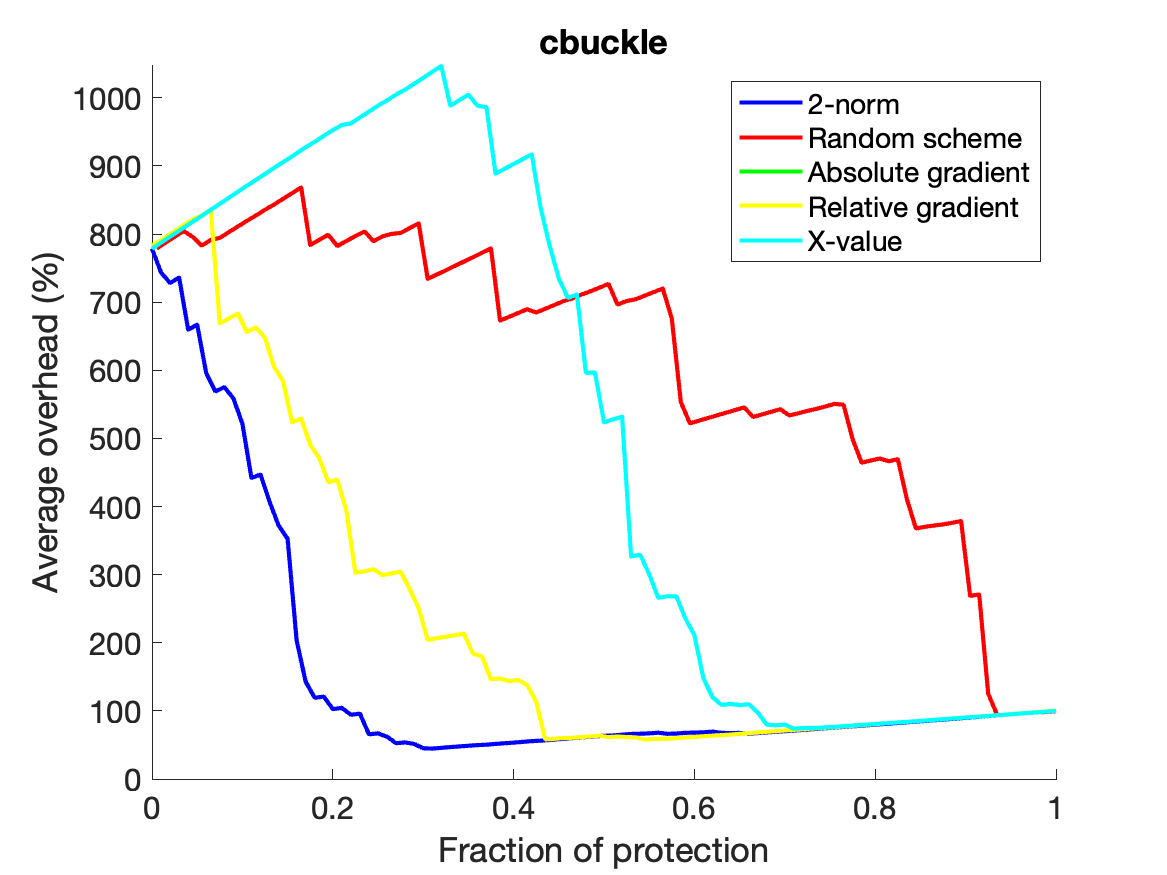 cbuckle
2-norm
Random scheme
Absolute gradient
Relative gradient
X-value
Average overhead (%)
1000
900
800
700
600
500
400
300
200
100
0
0
0.2
0.4
0.6
0.8
1
Fraction of protection